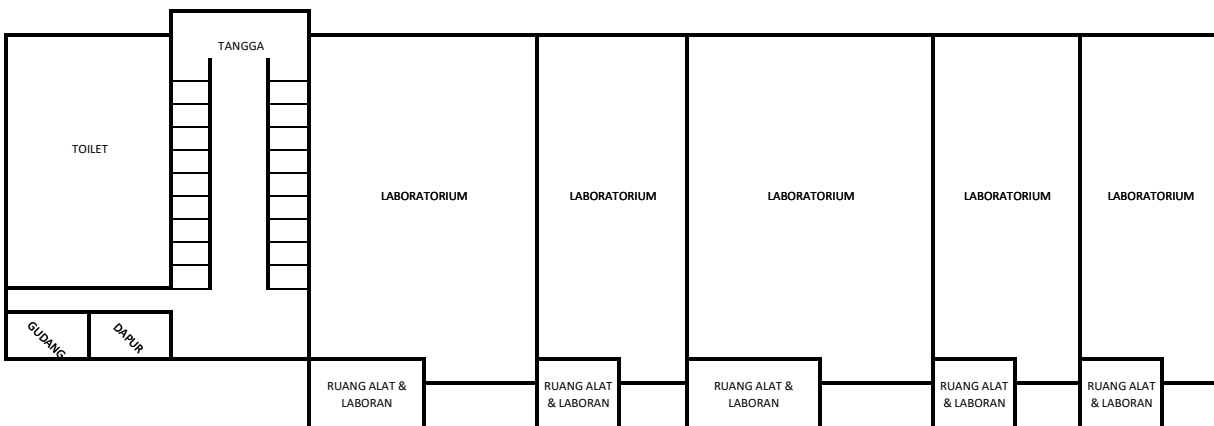 TANGGA
TOILET
LABORATORIUM
LABORATORIUM
LABORATORIUM
LABORATORIUM
LABORATORIUM
GUDANG
DAPUR
RUANG ALAT &
LABORAN
RUANG ALAT
& LABORAN
RUANG ALAT &
LABORAN
RUANG ALAT
& LABORAN
RUANG ALAT
& LABORAN